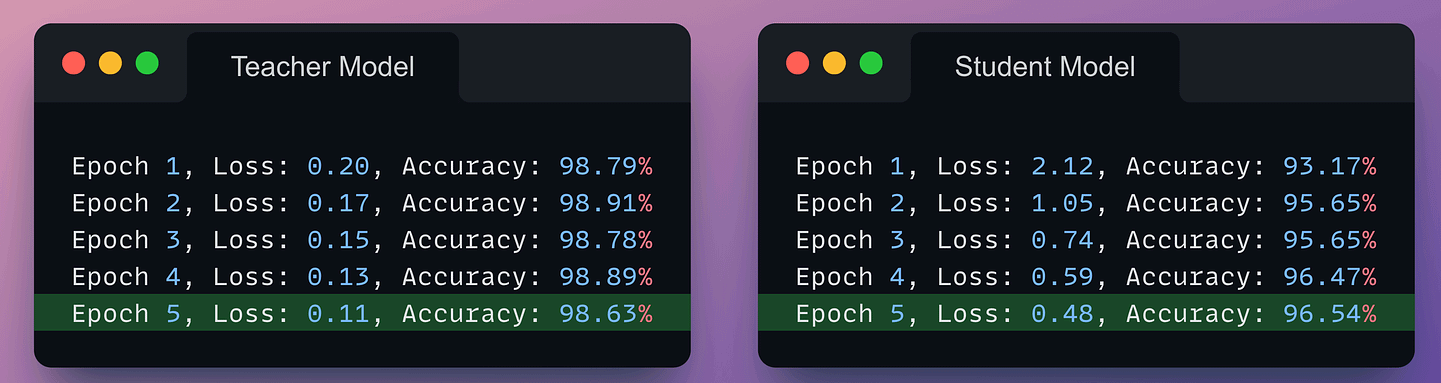 Teacher Model
Epoch 1, Loss: 0.20, Accuracy: 98.79%
Epoch 2, Loss: 0.17, Accuracy: 98.91%
Epoch 3, Loss: 0.15, Accuracy: 98.78%
Epoch 4, Loss: 0.13, Accuracy: 98.89%
Epoch 5, Loss: 0.11, Accuracy: 98.63%
Student Model
Epoch 1, Loss: 2.12, Accuracy: 93.17%
Epoch 2, Loss: 1.05, Accuracy: 95.65%
Epoch 3, Loss: 0.74, Accuracy: 95.65%
Epoch 4, Loss: 0.59, Accuracy: 96.47%
Epoch 5, Loss: 0.48, Accuracy: 96.54%